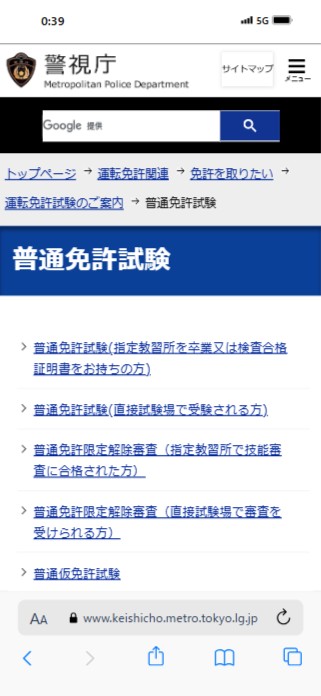 0:39
5G
警視庁
Metropolitan Police Department
サイトマップ
メニュー
Google 提供
トップページ → 運転免許関連 → 免許を取りたい →
運転免許試験のご案内 → 普通免許試験
普通免許試験
普通免許試験(指定教習所を卒業又は検査合格
証明書をお持ちの方)
普通免許試験(直接試験場で受験される方)
普通免許限定解除審査（指定教習所で技能審
査に合格された方）
普通免許限定解除審査（直接試験場で審査を
受けられる方）
普通仮免許試験
AA
www.keishicho.metro.tokyo.lg.jp